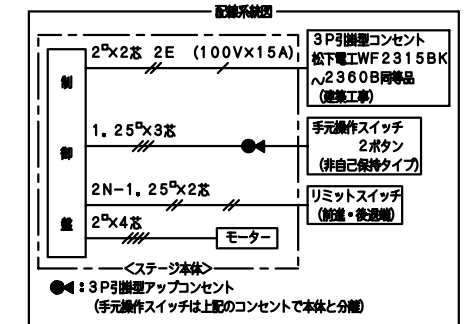 配線系統図
2□×2芯 2E (100V×15A)
3P引掛型コンセント
松下電工WF2315BK
～2360B同等品
(建築工事)
制
御
盤
1．25□×3芯
手元操作スイッチ
2ボタン
(非自己保持タイプ)
2N-1．25□×2芯
リミットスイッチ
(前進・後退端)
2□×4芯
モーター
<ステージ本体>
：3P引掛型アップコンセント
(手元操作スイッチは上記のコンセントで本体と分離)